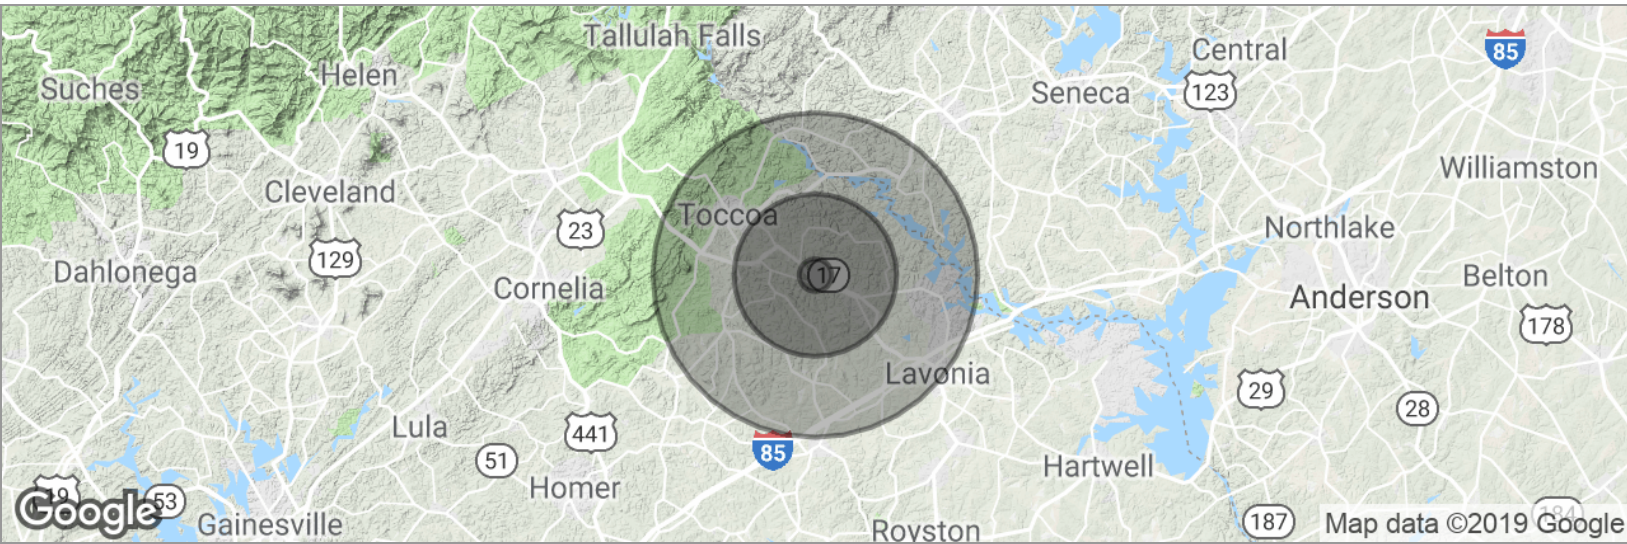 Tallulah Falls
Central
85
Suches
Helen
Seneca
123
19
Williamston
Cleveland
Toccoa
23
Northlake
129
Dahlonega
Cornelia
17
Belton
Anderson
178
Lavonia
29
28
Lula
441
85
51
Hartwell
Homer
19
53
Google
Gainesville
Royston
187
184
Map data ©2019 Google